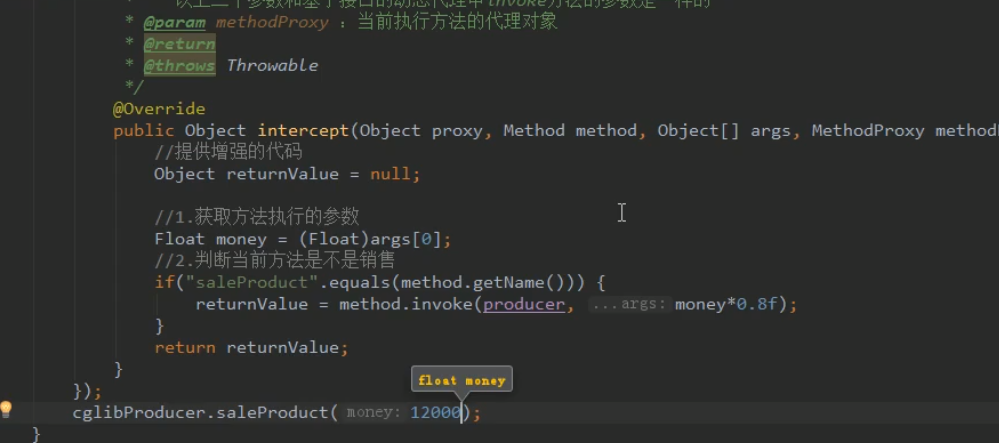 * 以上三个参数和基于接口的动态代理中invoke方法的参数是一样的
* @param methodProxy ：当前执行方法的代理对象
* @return
* @throws Throwable
*/
@Override
public Object intercept(Object proxy, Method method, Object[] args, MethodProxy method
//提供增强的代码
Object returnValue = null;
//1.获取方法执行的参数
Float money = (Float)args[0];
//2.判断当前方法是不是销售
if("saleProduct".equals(method.getName())) {
returnValue = method.invoke(producer, ...args: money*0.8f);
}
return returnValue;
}
float money
});
cglibProducer.saleProduct( money: 12000);
}